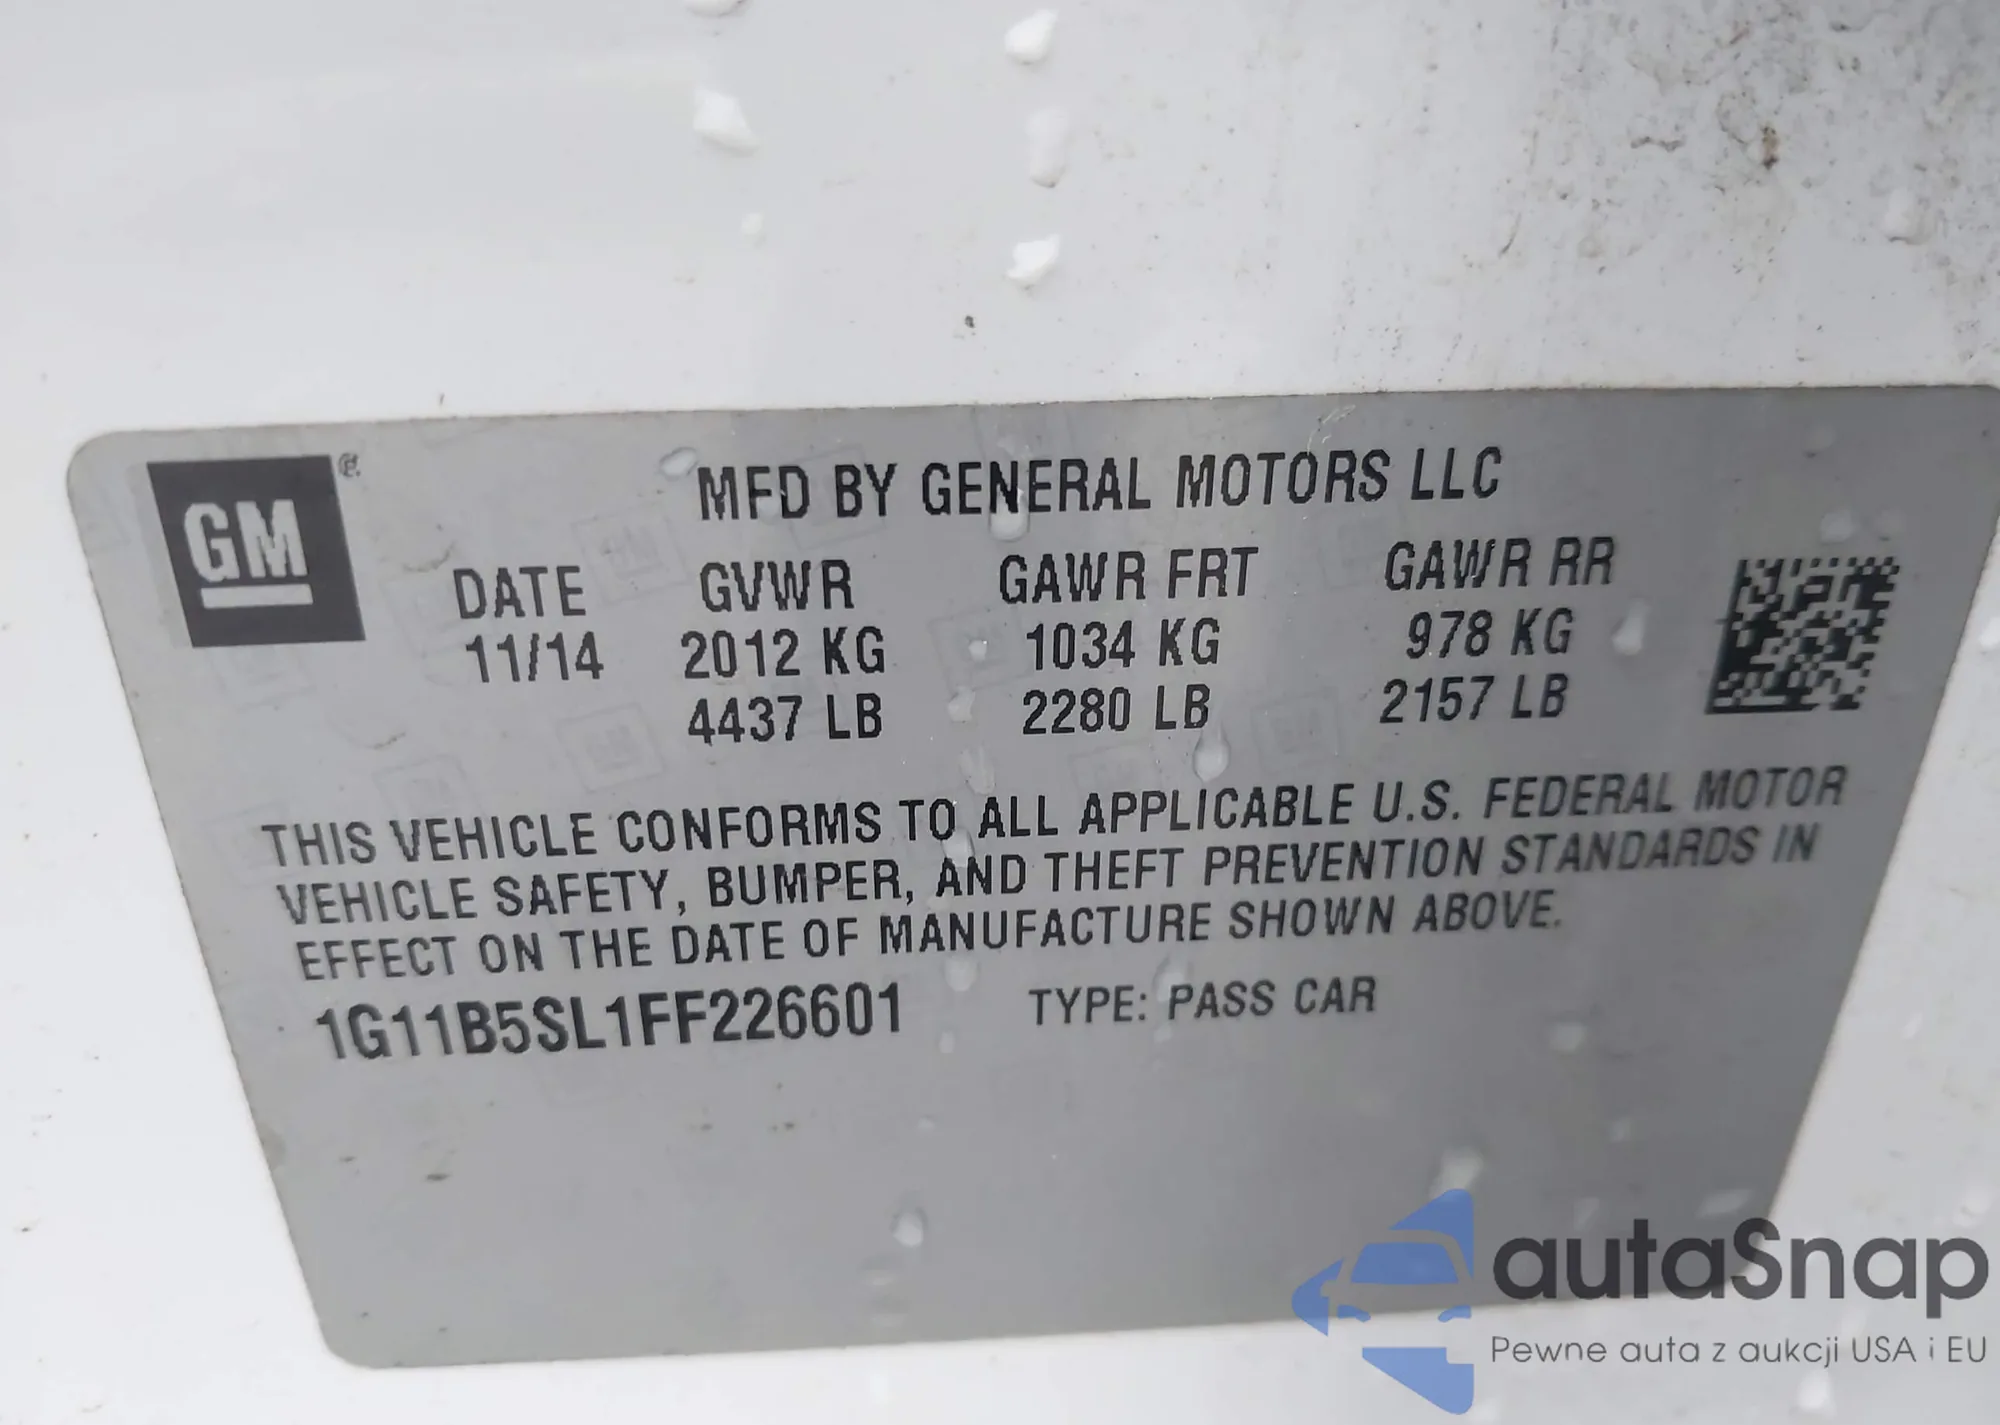 GM
MFD BY GENERAL MOTORS LLC
DATE GVWR GAWR FRT GAWR RR
11/14 2012 KG 1034 KG 978 KG
4437 LB 2280 LB 2157 LB
THIS VEHICLE CONFORMS TO ALL APPLICABLE U.S. FEDERAL MOTOR
VEHICLE SAFETY, BUMPER, AND THEFT PREVENTION STANDARDS IN
EFFECT ON THE DATE OF MANUFACTURE SHOWN ABOVE.
1G11B5SL1FF226601 TYPE: PASS CAR
autaSnap
Pewne auta z aukcji USA i EU